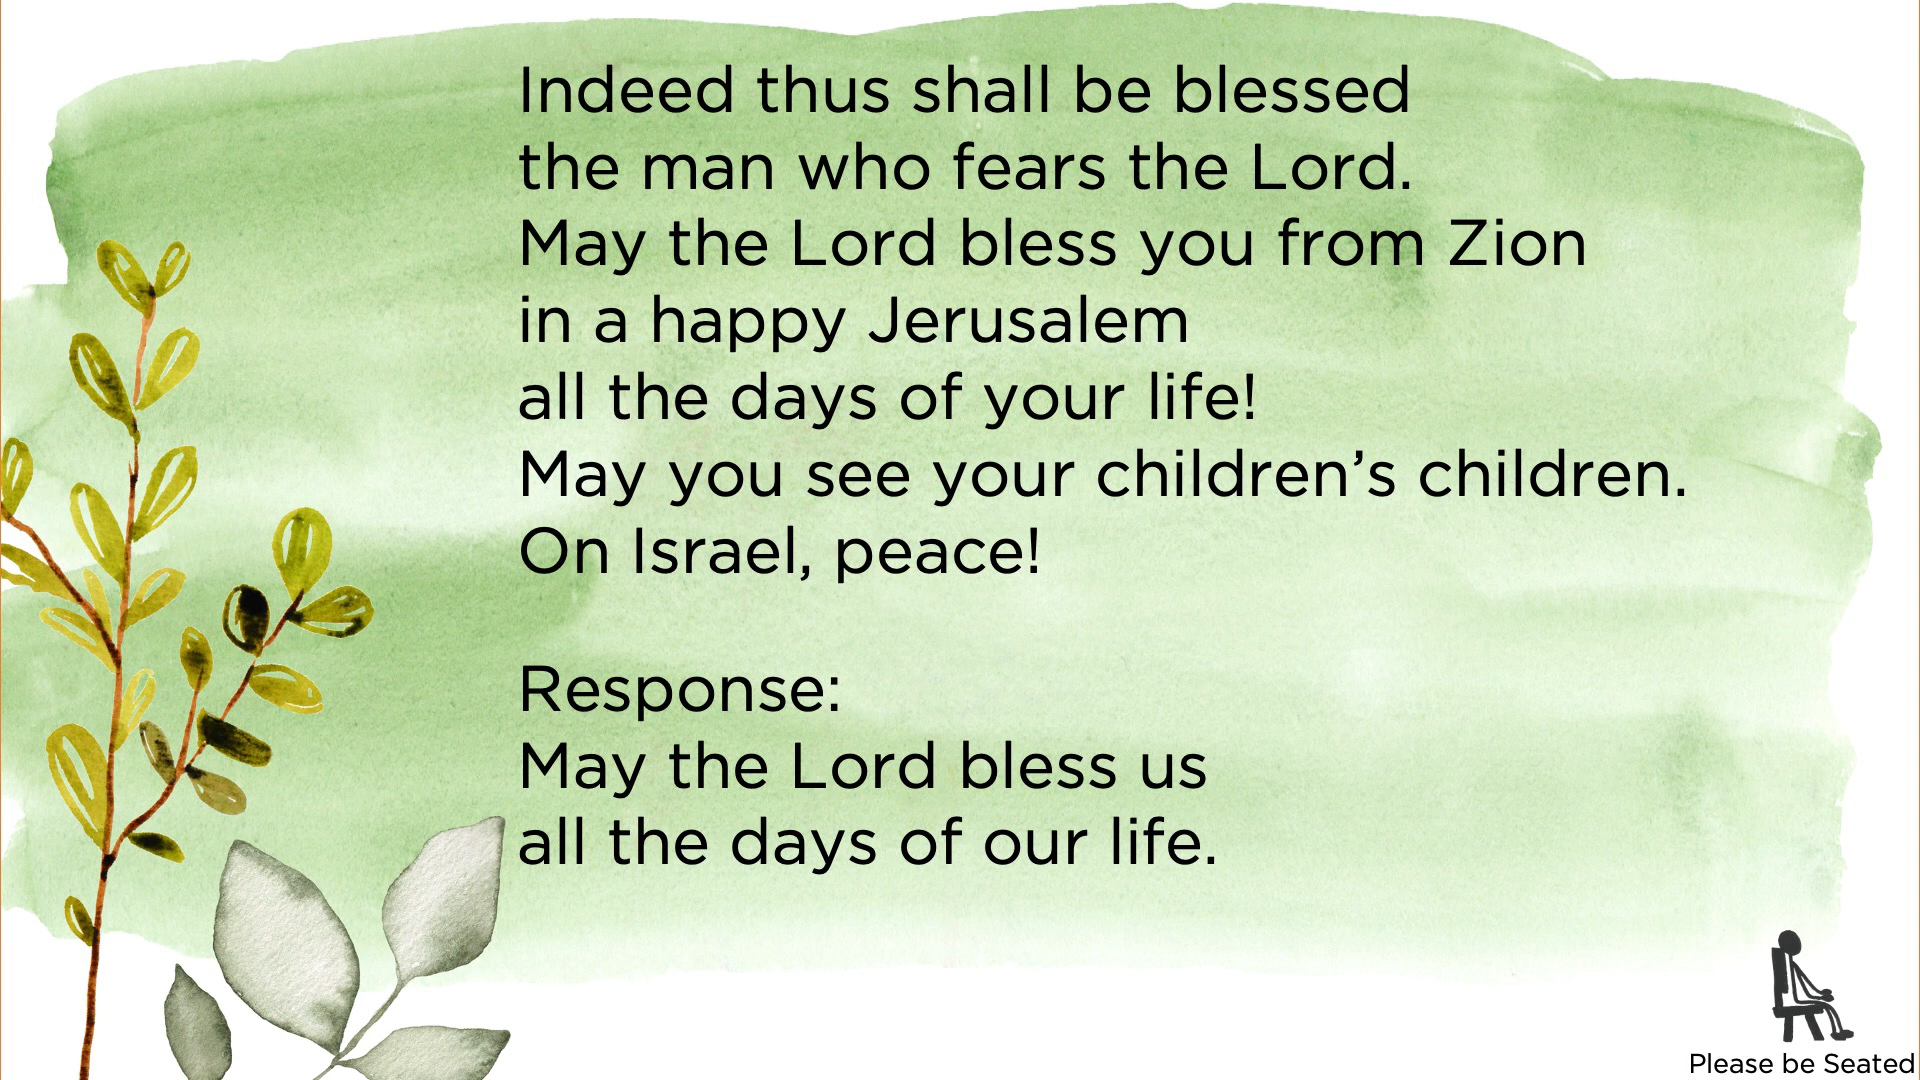 Indeed thus shall be blessed
the man who fears the Lord.
May the Lord bless you from Zion
in a happy Jerusalem
all the days of your life!
May you see your children’s children.
On Israel, peace!
Response:
May the Lord bless us
all the days of our life.
Please be Seated